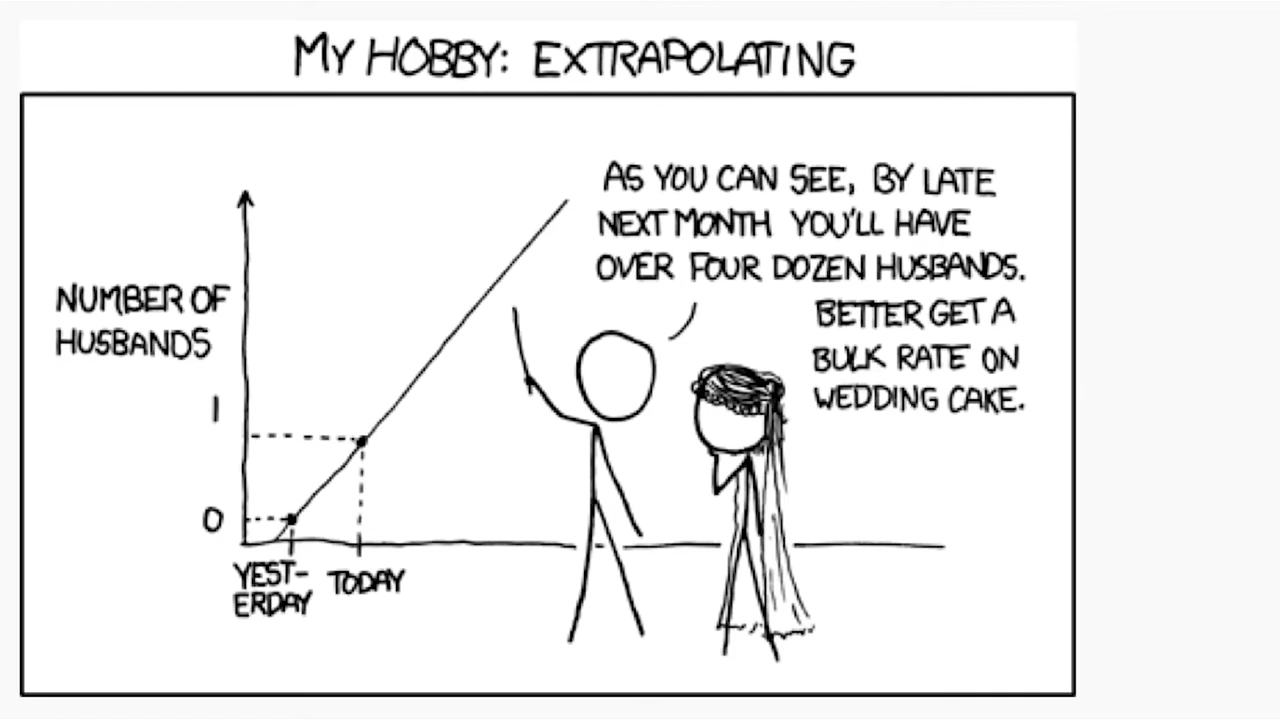 MY HOBBY: EXTRAPOLATING
AS YOU CAN SEE, BY LATE
NEXT MONTH YOU'LL HAVE
OVER FOUR DOZEN HUSBANDS.
BETTER GET A
BULK RATE ON
WEDDING CAKE.
NUMBER OF
HUSBANDS
1
0
YEST-
ERDAY
TODAY